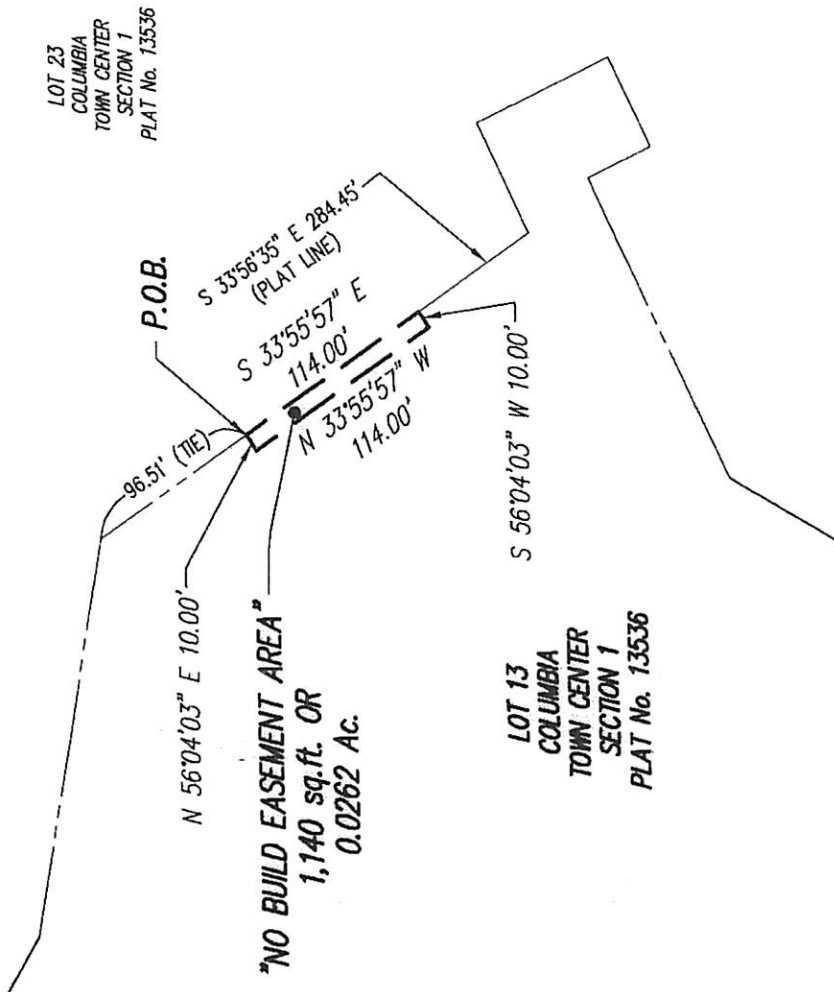 LOT 23
COLUMBIA
TOWN CENTER
SECTION 1
PLAT No. 13536
P.O.B.
S 33°56'35" E 284.45'
(PLAT LINE)
S 33°55'57" E
114.00'
N 33°55'57" W
114.00'
96.51' (TIE)
N 56°04'03" E 10.00'
S 56°04'03" W 10.00'
"NO BUILD EASEMENT AREA"
1,140 sq.ft. OR
0.0262 Ac.
LOT 13
COLUMBIA
TOWN CENTER
SECTION 1
PLAT No. 13536